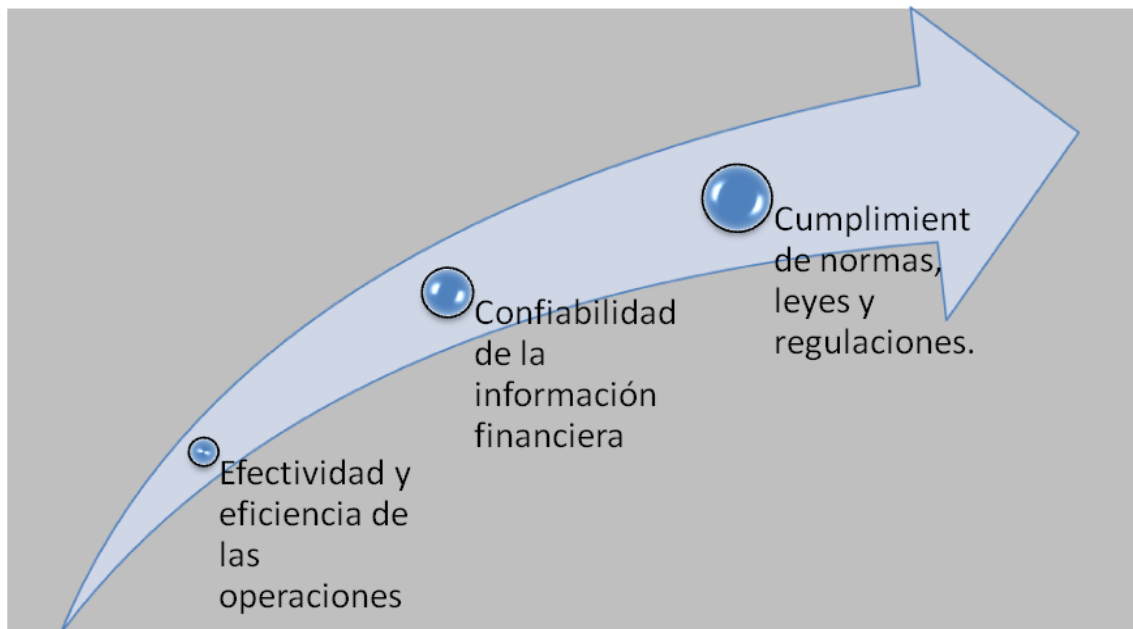 Cumplimient
de normas,
leyes y
regulaciones.
Confiabilidad
de la
información
financiera
Efectividad y
eficiencia de
las
operaciones